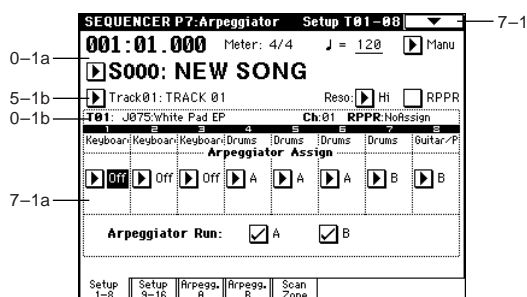 SEQUENCER P7:Arpeggiator Setup T01-08
7-1
001:01.000 Meter: 4/4 ♩ = 120 Manu
0-1a
S000: NEW SONG
5-1b
Track01: TRACK 01 Reso: Hi RPPR
0-1b
T01: J075:White Pad EP Ch:01 RPPR:NoAssign
1 2 3 4 5 6 7 8
Keyboar Keyboar Keyboar Drums Drums Drums Drums Guitar/P
Arpeggiator Assign
Off Off Off A A A B B
7-1a
Arpeggiator Run: A B
Setup 1-8 Setup 9-16 Arpegg. A Arpegg. B Scan Zone